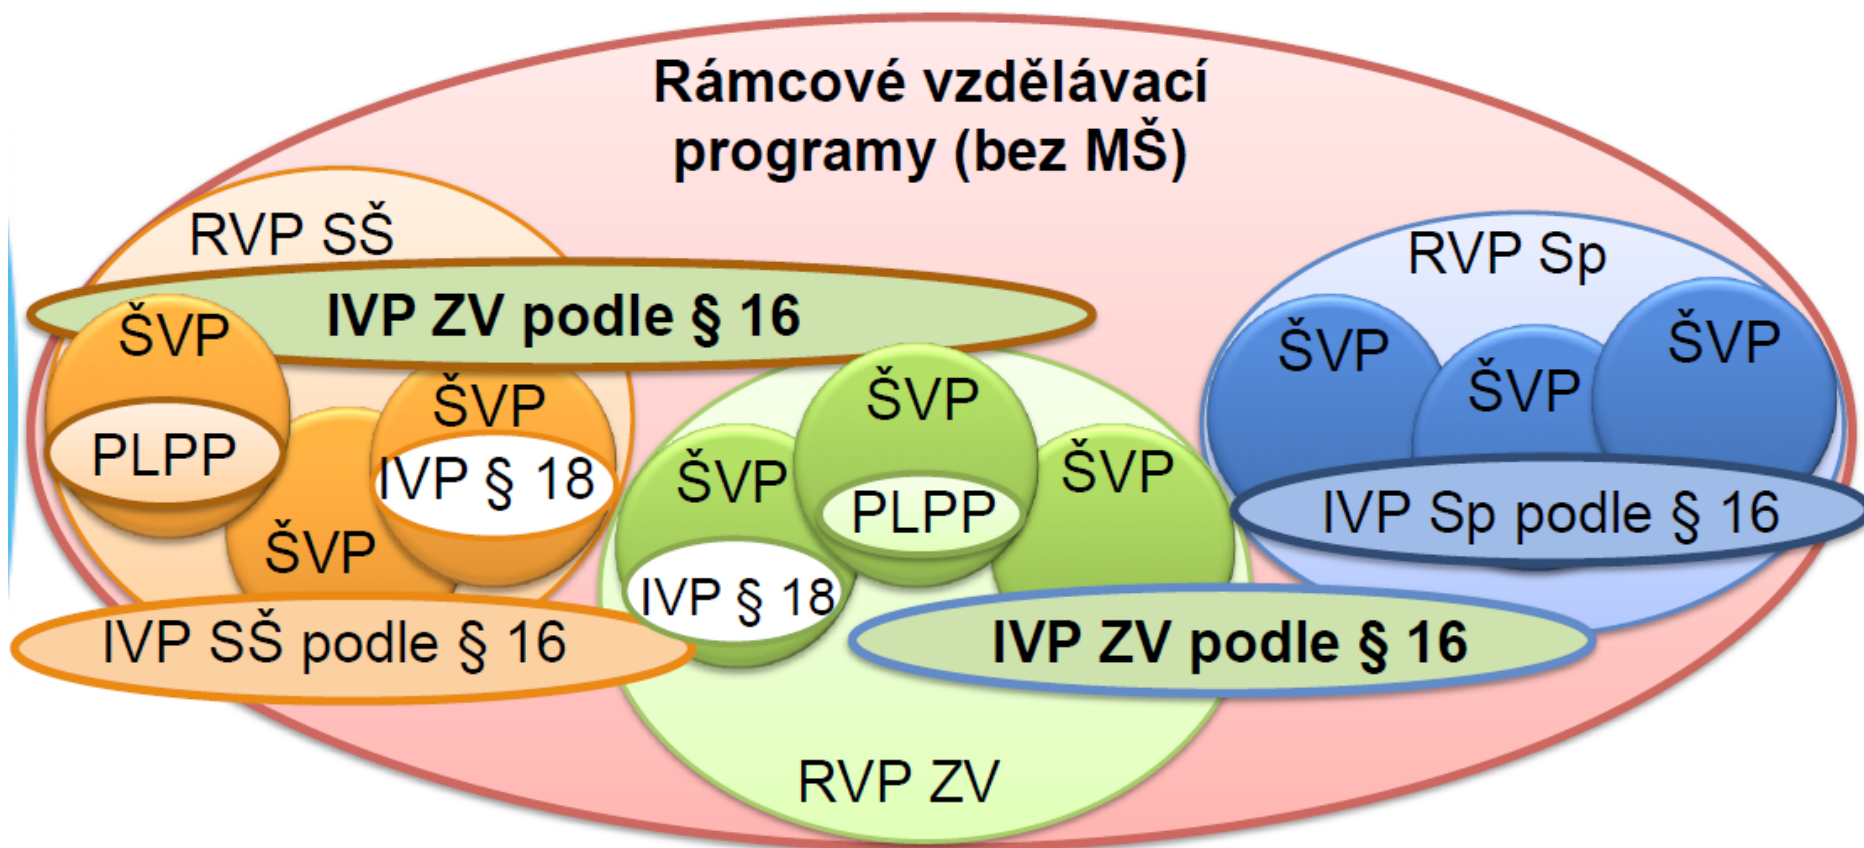 Rámcové vzdělávací
programy (bez MŠ)
RVP SŠ
RVP Sp
IVP ZV podle § 16
ŠVP
PLPP
ŠVP
IVP § 18
ŠVP
IVP SŠ podle § 16
ŠVP
IVP § 18
ŠVP
PLPP
ŠVP
IVP ZV podle § 16
RVP ZV
ŠVP
ŠVP
ŠVP
IVP Sp podle § 16